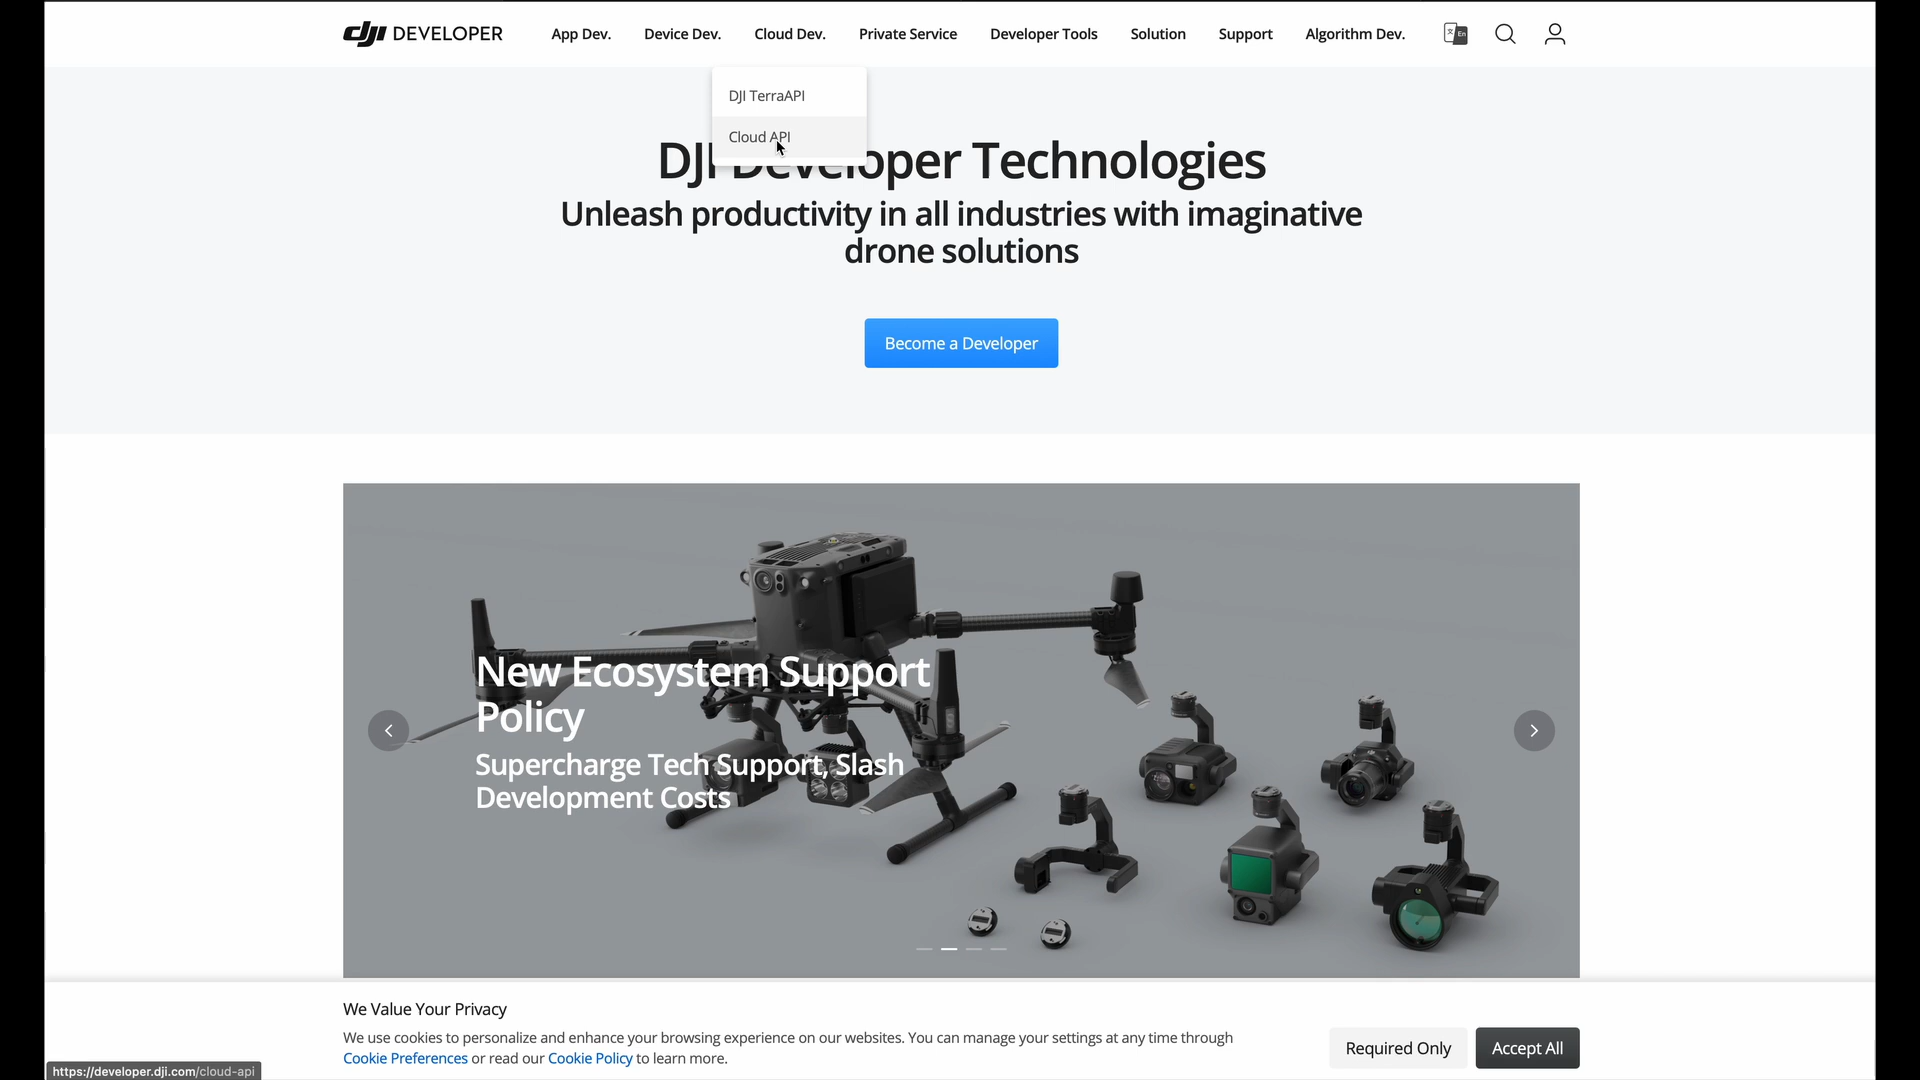 dji DEVELOPER
App Dev.
Device Dev.
Cloud Dev.
Private Service
Developer Tools
Solution
Support
Algorithm Dev.
En
DJI TerraAPI
Cloud API
DJI Developer Technologies
Unleash productivity in all industries with imaginative
drone solutions
Become a Developer
New Ecosystem Support
Policy
Supercharge Tech Support, Slash
Development Costs
We Value Your Privacy
We use cookies to personalize and enhance your browsing experience on our websites. You can manage your settings at any time through
Cookie Preferences or read our Cookie Policy to learn more.
Required Only
Accept All
https://developer.dji.com/cloud-api